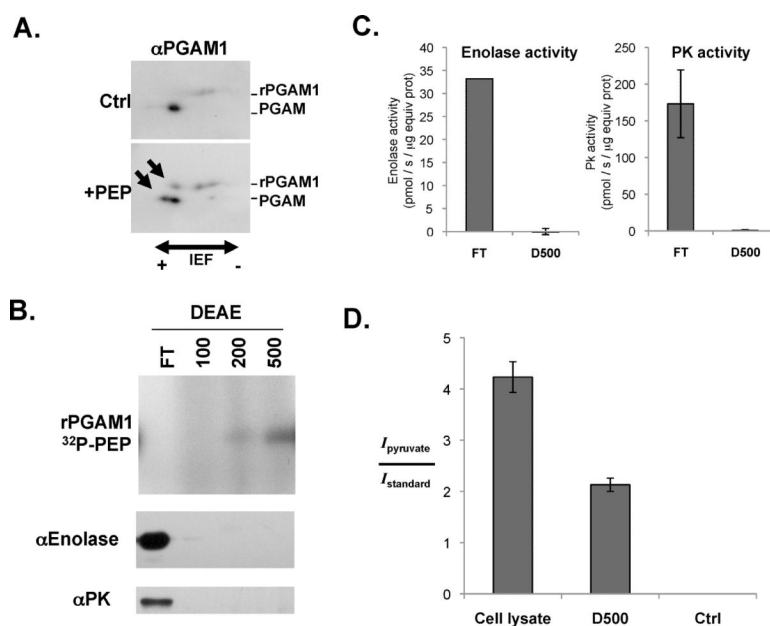 A.
αPGAM1
Ctrl
rPGAM1
PGAM
+PEP
rPGAM1
PGAM
IEF
+ -
B.
DEAE
FT 100 200 500
rPGAM1
³²P-PEP
αEnolase
αPK
C.
Enolase activity
Enolase activity
(pmol / s / μg equiv prot)
40
35
30
25
20
15
10
5
0
FT D500
PK activity
Pk activity
(pmol / s / μg equiv prot)
250
200
150
100
50
0
FT D500
D.
I pyruvate
I standard
5
4
3
2
1
0
Cell lysate D500 Ctrl